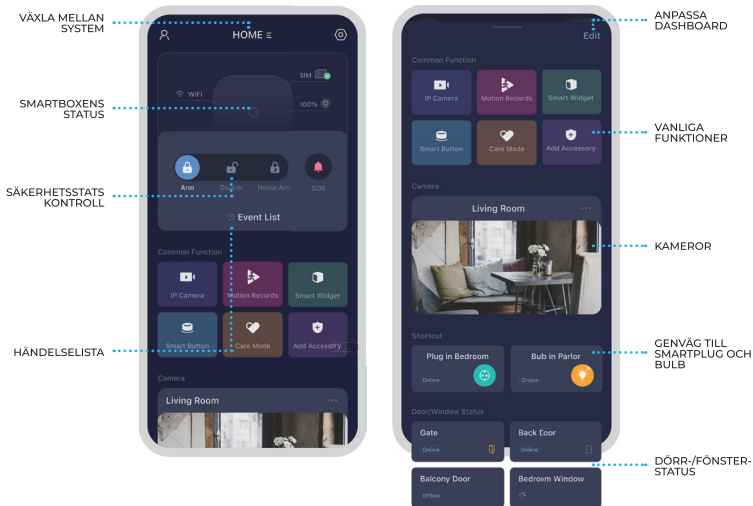 VÄXLA MELLAN
SYSTEM
SMARTBOXENS
STATUS
SÄKERHETSSTATS
KONTROLL
HÄNDELSELISTA
HOME
SIM
WiFi
100%
Arm
Disarm
Home Arm
SOS
Event List
Common Function
IP Camera
Motion Records
Smart Widget
Smart Button
Care Mode
Add Accessory
Camera
Living Room
Edit
Common Function
IP Camera
Motion Redords
Smart Widget
Smart Button
Care Mode
Add Accessory
Camera
Living Room
Shortcut
Plug in Bedroom
Bub in Parlor
Online
Online
Door/Window Status
Gate
Back Door
Online
Online
Balcony Door
Bedroem Window
Offline
ANPASSA
DASHBOARD
VANLIGA
FUNKTIONER
KAMEROR
GENVÄG TILL
SMARTPLUG OCH
BULB
DÖRR-/FÖNSTER-
STATUS